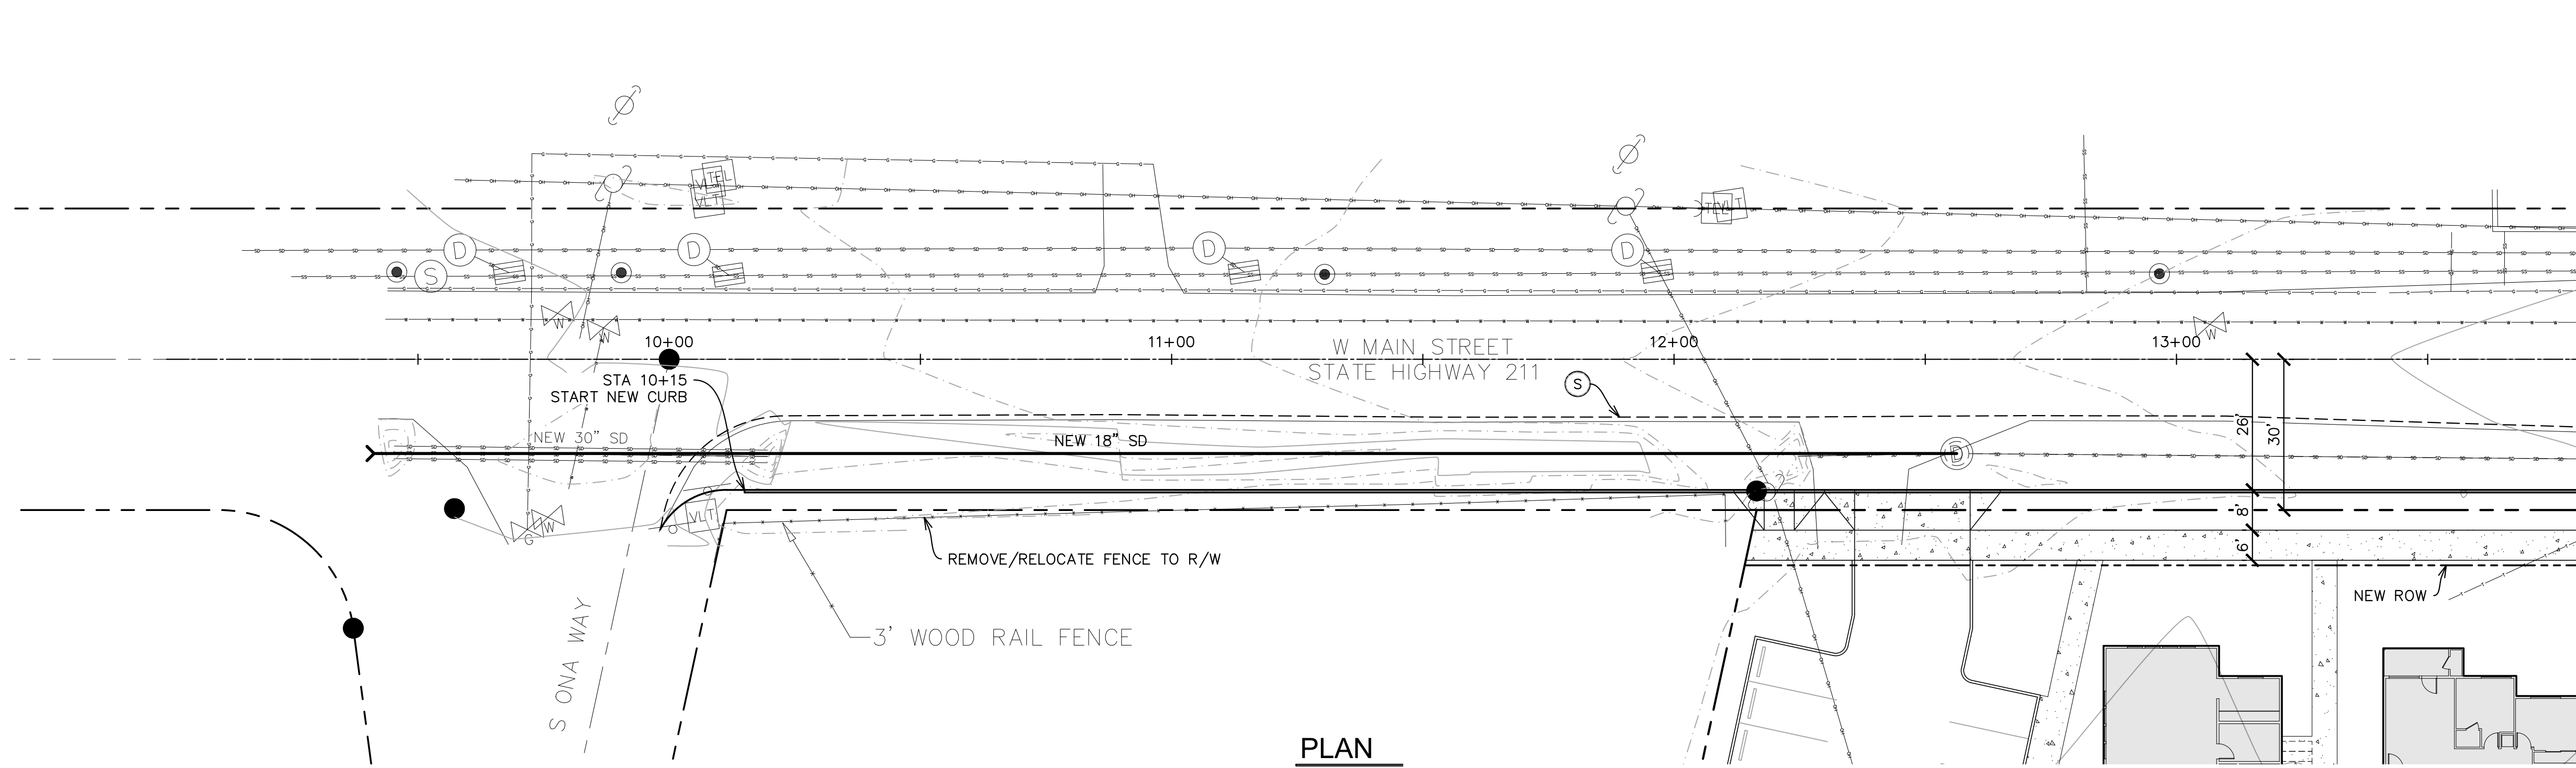 TEL
VLT
VLT
TEL
VLT
D
D
D
D
S
W
W
W
10+00
11+00
12+00
13+00
W MAIN STREET
STATE HIGHWAY 211
STA 10+15
START NEW CURB
S
NEW 30" SD
NEW 18" SD
D
26'
30'
8'
6'
VLT
W
G
REMOVE/RELOCATE FENCE TO R/W
3' WOOD RAIL FENCE
NEW ROW
S ONA WAY
PLAN